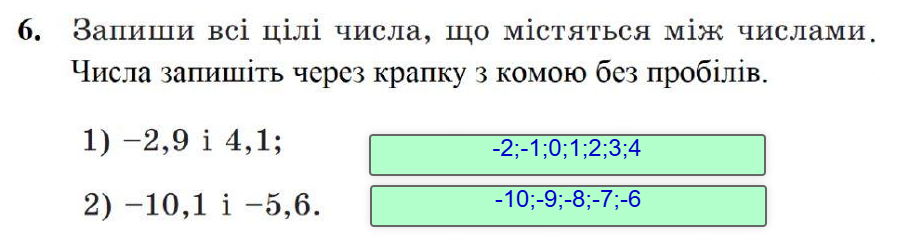 6. Запиши всі цілі числа, що містяться між числами.
Числа запишіть через крапку з комою без пробілів.
1) −2,9 і 4,1; -2;-1;0;1;2;3;4
2) −10,1 і −5,6. -10;-9;-8;-7;-6